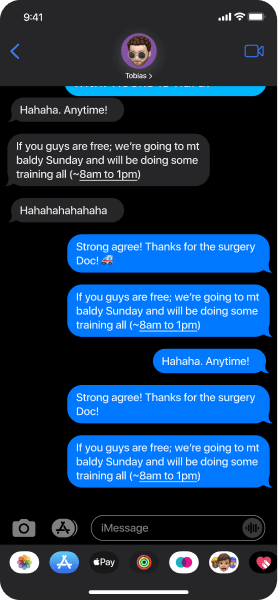 9:41
Tobias >
Hahaha. Anytime!
If you guys are free; we're going to mt
baldy Sunday and will be doing some
training all (~8am to 1pm)
Hahahahahahaha
Strong agree! Thanks for the surgery
Doc! 🚑
If you guys are free; we're going to mt
baldy Sunday and will be doing some
training all (~8am to 1pm)
Hahaha. Anytime!
Strong agree! Thanks for the surgery
Doc!
If you guys are free; we're going to mt
baldy Sunday and will be doing some
training all (~8am to 1pm)
iMessage
Pay